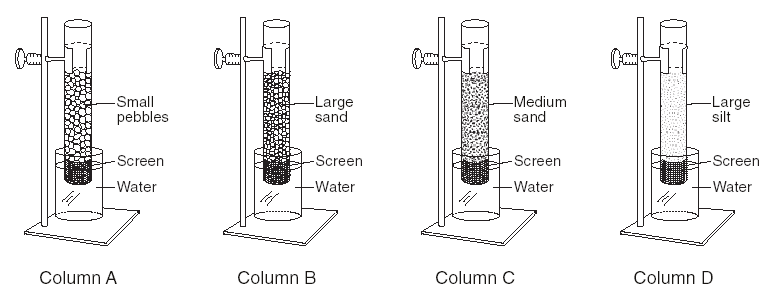 Small
pebbles
Screen
Water
Column A
Large
sand
Screen
Water
Column B
Medium
sand
Screen
Water
Column C
Large
silt
Screen
Water
Column D